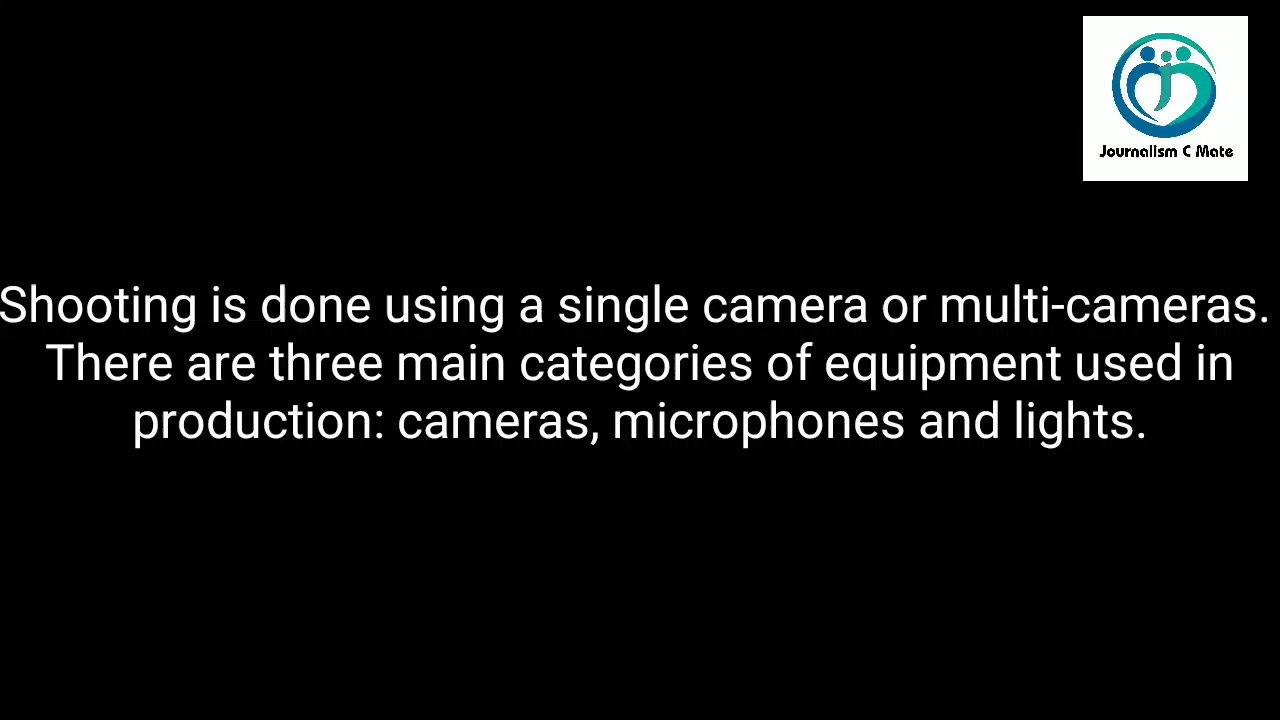 Journalism C Mate
Shooting is done using a single camera or multi-cameras.
There are three main categories of equipment used in
production: cameras, microphones and lights.